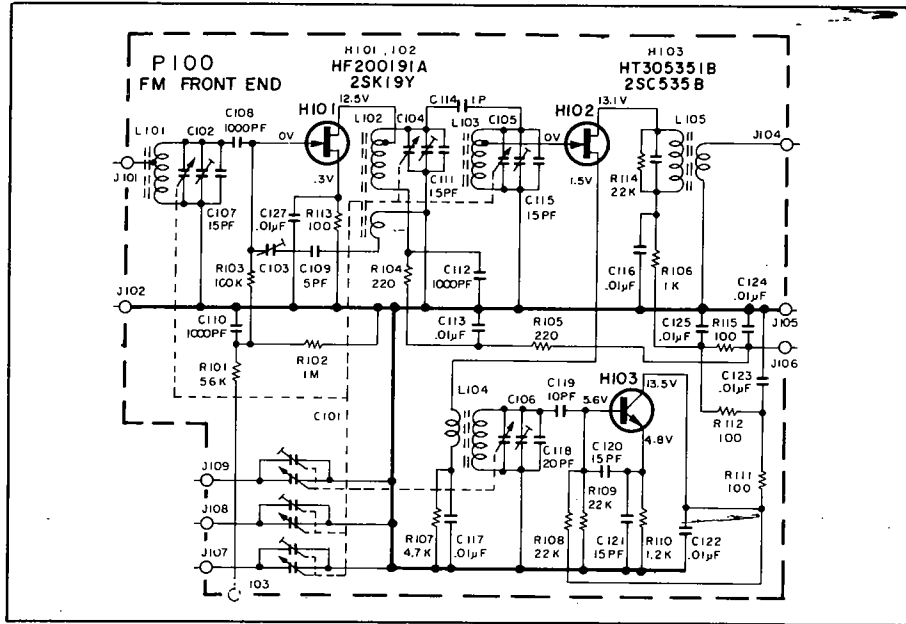 P100
FM FRONT END
H101, 102
HF200191A
2SK19Y
H103
HT305351B
2SC535B
C108
1000PF
L101
C102
J101
C107
15PF
0V
H101
12.5V
.3V
L102
C104
C114
1P
C111
15PF
L103
C105
0V
H102
13.1V
1.5V
C115
15PF
L105
R114
22K
J104
C127
.01µF
R113
100
R103
100K
C103
C109
5PF
R104
220
C112
1000PF
C116
.01µF
R106
1K
C124
.01µF
J102
C110
1000PF
C113
.01µF
R105
220
C125
.01µF
R115
100
J105
J106
R101
56K
R102
1M
C101
L104
C106
C119
10PF
H103
5.6V
13.5V
4.8V
C123
.01µF
R112
100
C118
20PF
C120
15PF
R109
22K
R111
100
J109
J108
J107
103
R107
4.7K
C117
.01µF
R108
22K
C121
15PF
R110
1.2K
C122
.01µF